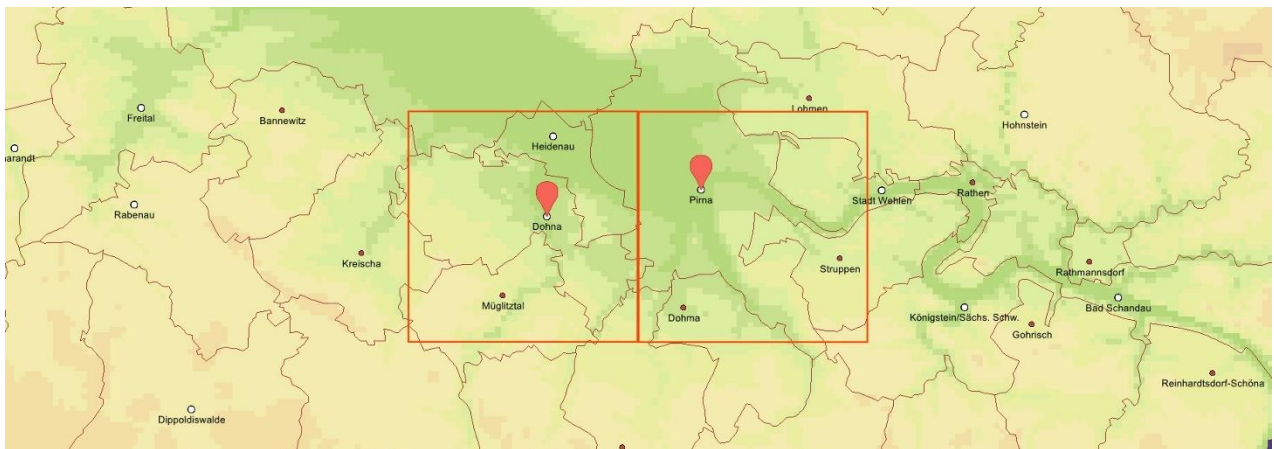 Lohmen
Freital
Bannewitz
Hohnstein
Heidenau
arandt
Rathen
Pirna
Stadt Wehlen
Rabenau
Dohna
Kreischa
Struppen
Rathmannsdorf
Müglitztal
Bad Schandau
Dohma
Königstein/Sächs. Schw.
Gohrisch
Reinhardtsdorf-Schöna
Dippoldiswalde